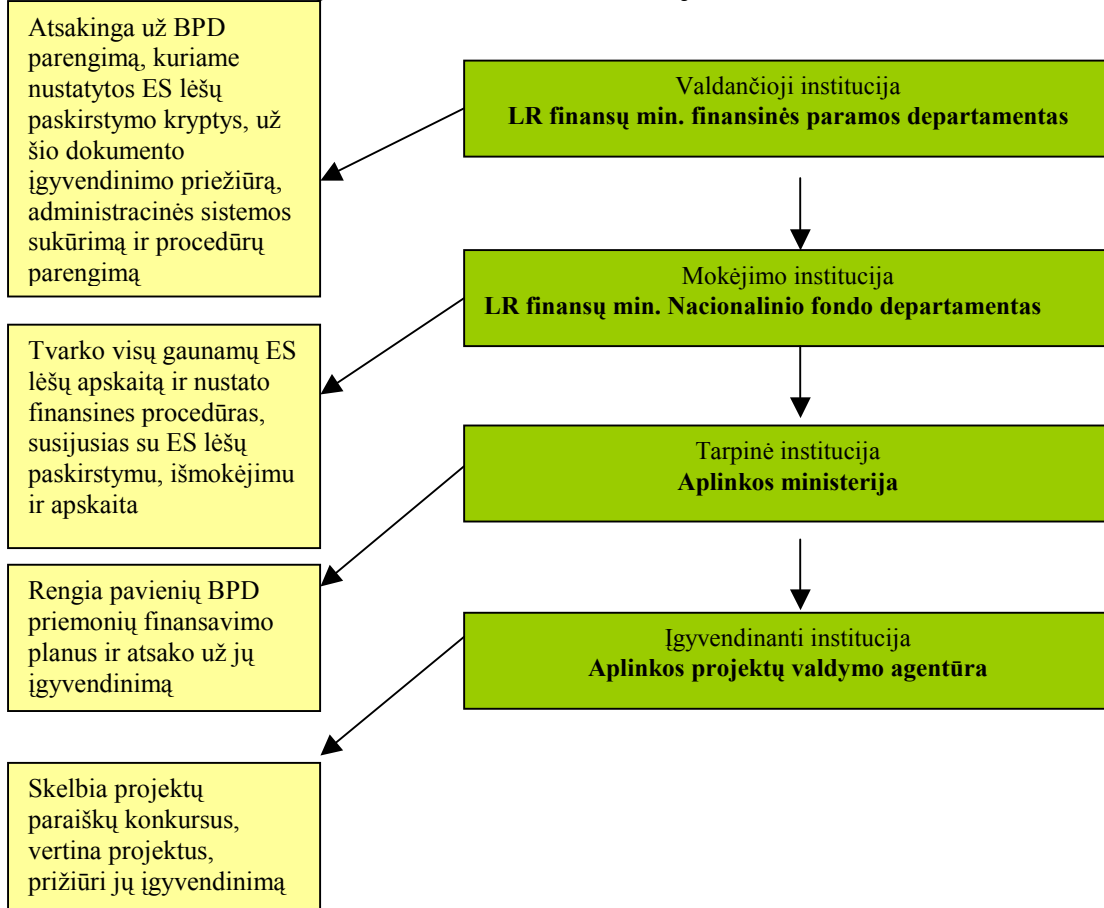 Atsakinga už BPD
parengimą, kuriame
nustatytos ES lėšų
paskirstymo kryptys, už
šio dokumento
įgyvendinimo priežiūrą,
administracinės sistemos
sukūrimą ir procedūrų
parengimą
Valdančioji institucija
LR finansų min. finansinės paramos departamentas
Mokėjimo institucija
LR finansų min. Nacionalinio fondo departamentas
Tvarko visų gaunamų ES
lėšų apskaitą ir nustato
finansines procedūras,
susijusias su ES lėšų
paskirstymu, išmokėjimu
ir apskaita
Tarpinė institucija
Aplinkos ministerija
Rengia pavienių BPD
priemonių finansavimo
planus ir atsako už jų
įgyvendinimą
Įgyvendinanti institucija
Aplinkos projektų valdymo agentūra
Skelbia projektų
paraiškų konkursus,
vertina projektus,
prižiūri jų įgyvendinimą